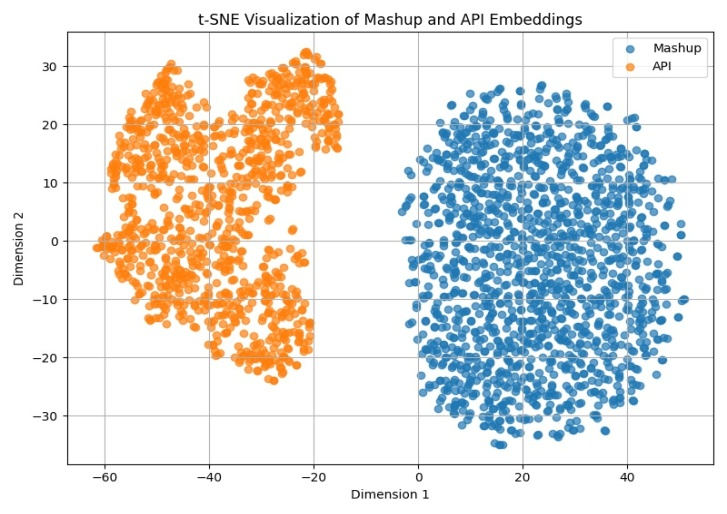 t-SNE Visualization of Mashup and API Embeddings
Mashup
API
Dimension 2
30
20
10
0
−10
−20
−30
−60
−40
−20
0
20
40
Dimension 1